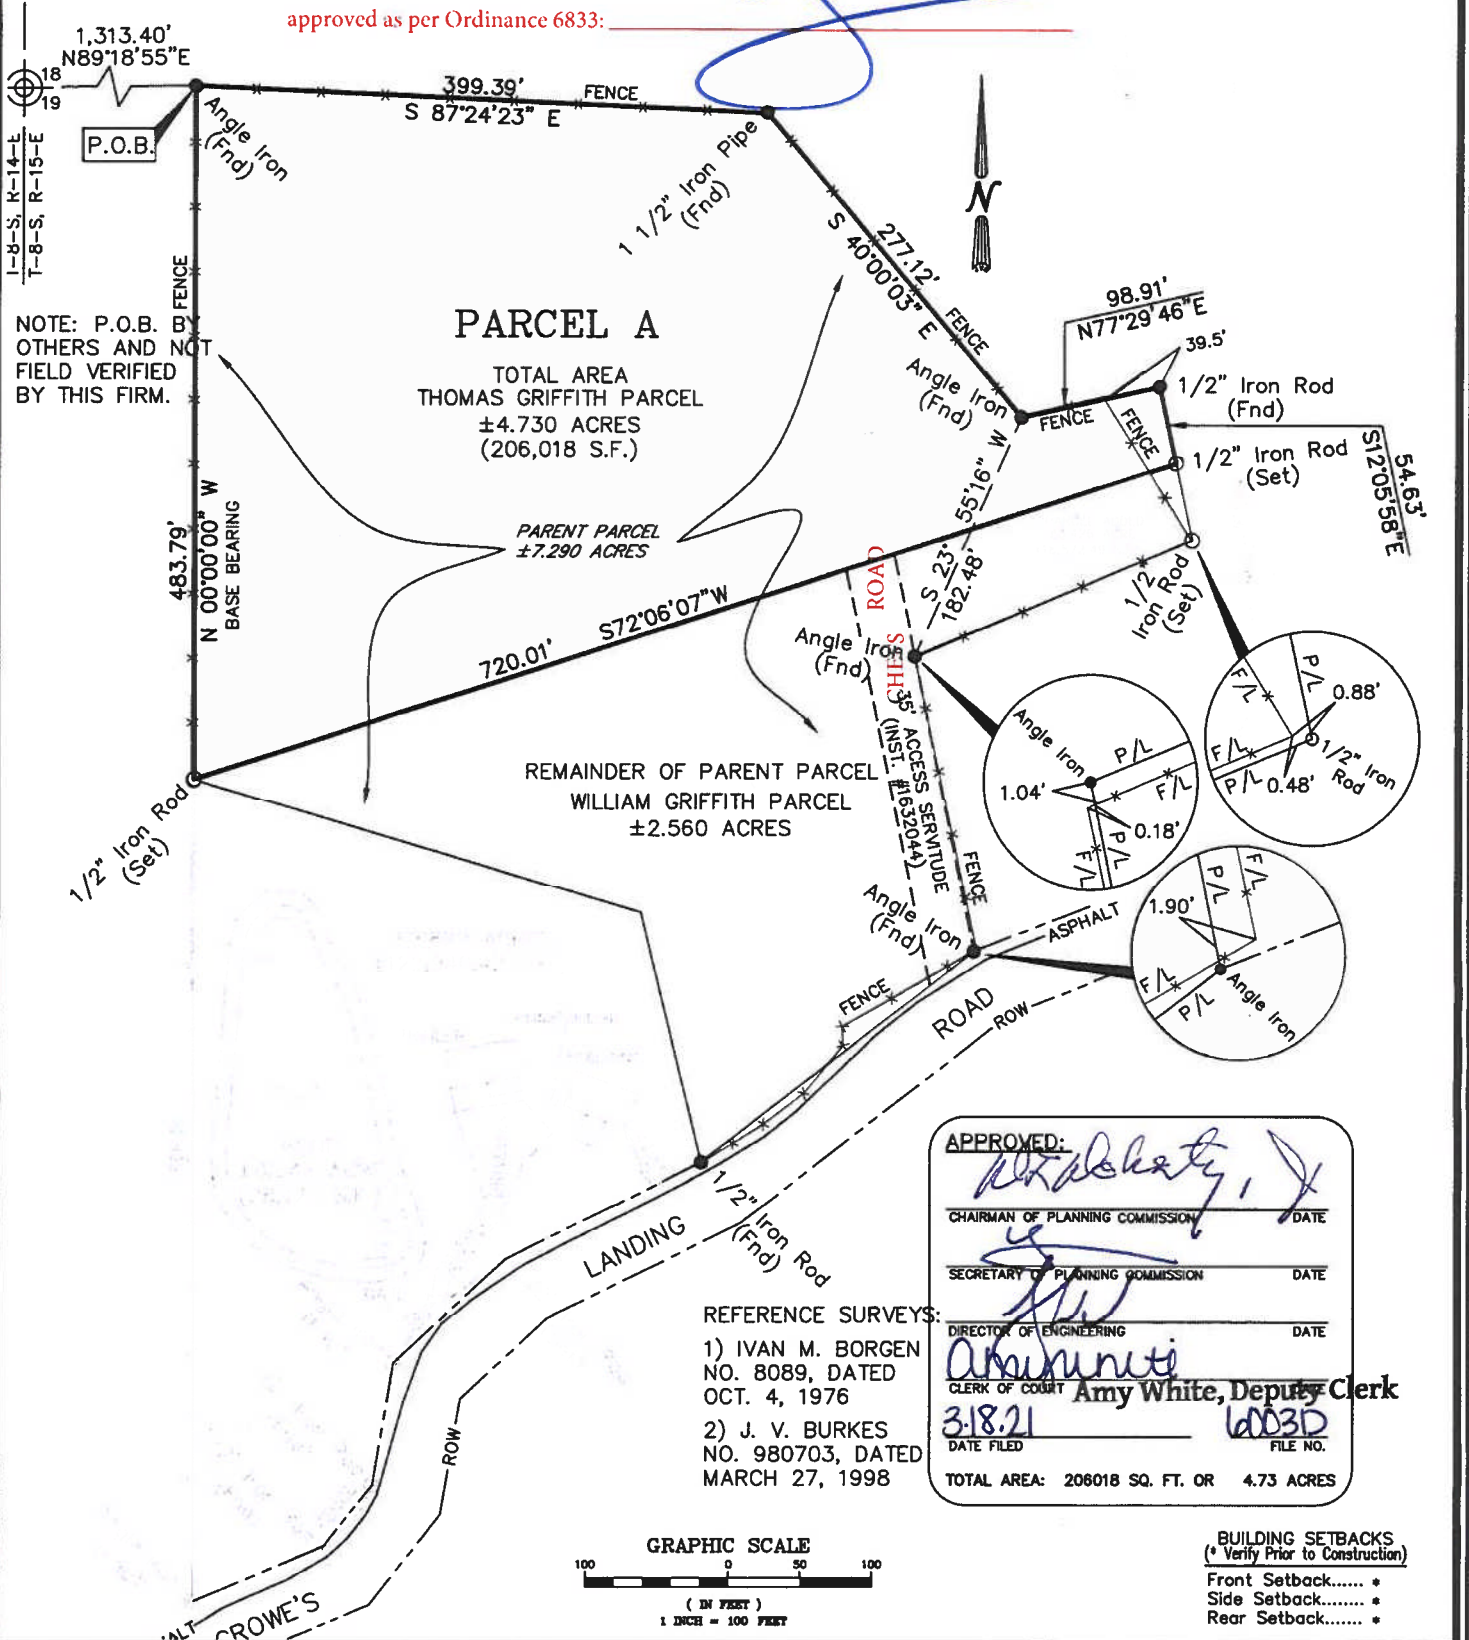 approved as per Ordinance 6833:
1,313.40'
N89°18'55"E
18
19
T-8-S, R-14-E
T-8-S, R-15-E
P.O.B.
Angle Iron
(Fnd)
399.39'
FENCE
S 87°24'23" E
1 1/2" Iron Pipe
(Fnd)
277.12'
S 40°00'03" E
FENCE
N
98.91'
N77°29'46"E
39.5'
Angle Iron
(Fnd)
FENCE
FENCE
1/2" Iron Rod
(Fnd)
1/2" Iron Rod
(Set)
54.63'
S12°05'58"E
FENCE
NOTE: P.O.B. BY
OTHERS AND NOT
FIELD VERIFIED
BY THIS FIRM.
PARCEL A
TOTAL AREA
THOMAS GRIFFITH PARCEL
±4.730 ACRES
(206,018 S.F.)
PARENT PARCEL
±7.290 ACRES
483.79'
N 00°00'00" W
BASE BEARING
S 23° 55'16" W
182.48'
720.01'
S72°06'07"W
CHES ROAD
Angle Iron
(Fnd)
1/2
Iron Rod
(Set)
35' ACCESS SERVITUDE
(INST. #1632044)
FENCE
REMAINDER OF PARENT PARCEL
WILLIAM GRIFFITH PARCEL
±2.560 ACRES
1/2" Iron Rod
(Set)
Angle Iron
P/L
F/L
1.04'
0.18'
P/L
F/L
F/L
P/L
0.88'
F/L
P/L
0.48'
1/2" Iron
Rod
P/L
F/L
1.90'
F/L
P/L
Angle Iron
Angle Iron
(Fnd)
ASPHALT
FENCE
ROAD
ROW
1/2" Iron Rod
(Fnd)
LANDING
ROW
CROWE'S
APPROVED:
CHAIRMAN OF PLANNING COMMISSION DATE
SECRETARY OF PLANNING COMMISSION DATE
DIRECTOR OF ENGINEERING DATE
CLERK OF COURT Amy White, Deputy Clerk
3.18.21 6003D
DATE FILED FILE NO.
TOTAL AREA: 206018 SQ. FT. OR 4.73 ACRES
REFERENCE SURVEYS:
1) IVAN M. BORGEN
NO. 8089, DATED
OCT. 4, 1976
2) J. V. BURKES
NO. 980703, DATED
MARCH 27, 1998
GRAPHIC SCALE
100 0 50 100
( IN FEET )
1 INCH = 100 FEET
BUILDING SETBACKS
(* Verify Prior to Construction)
Front Setback...... *
Side Setback........ *
Rear Setback....... *